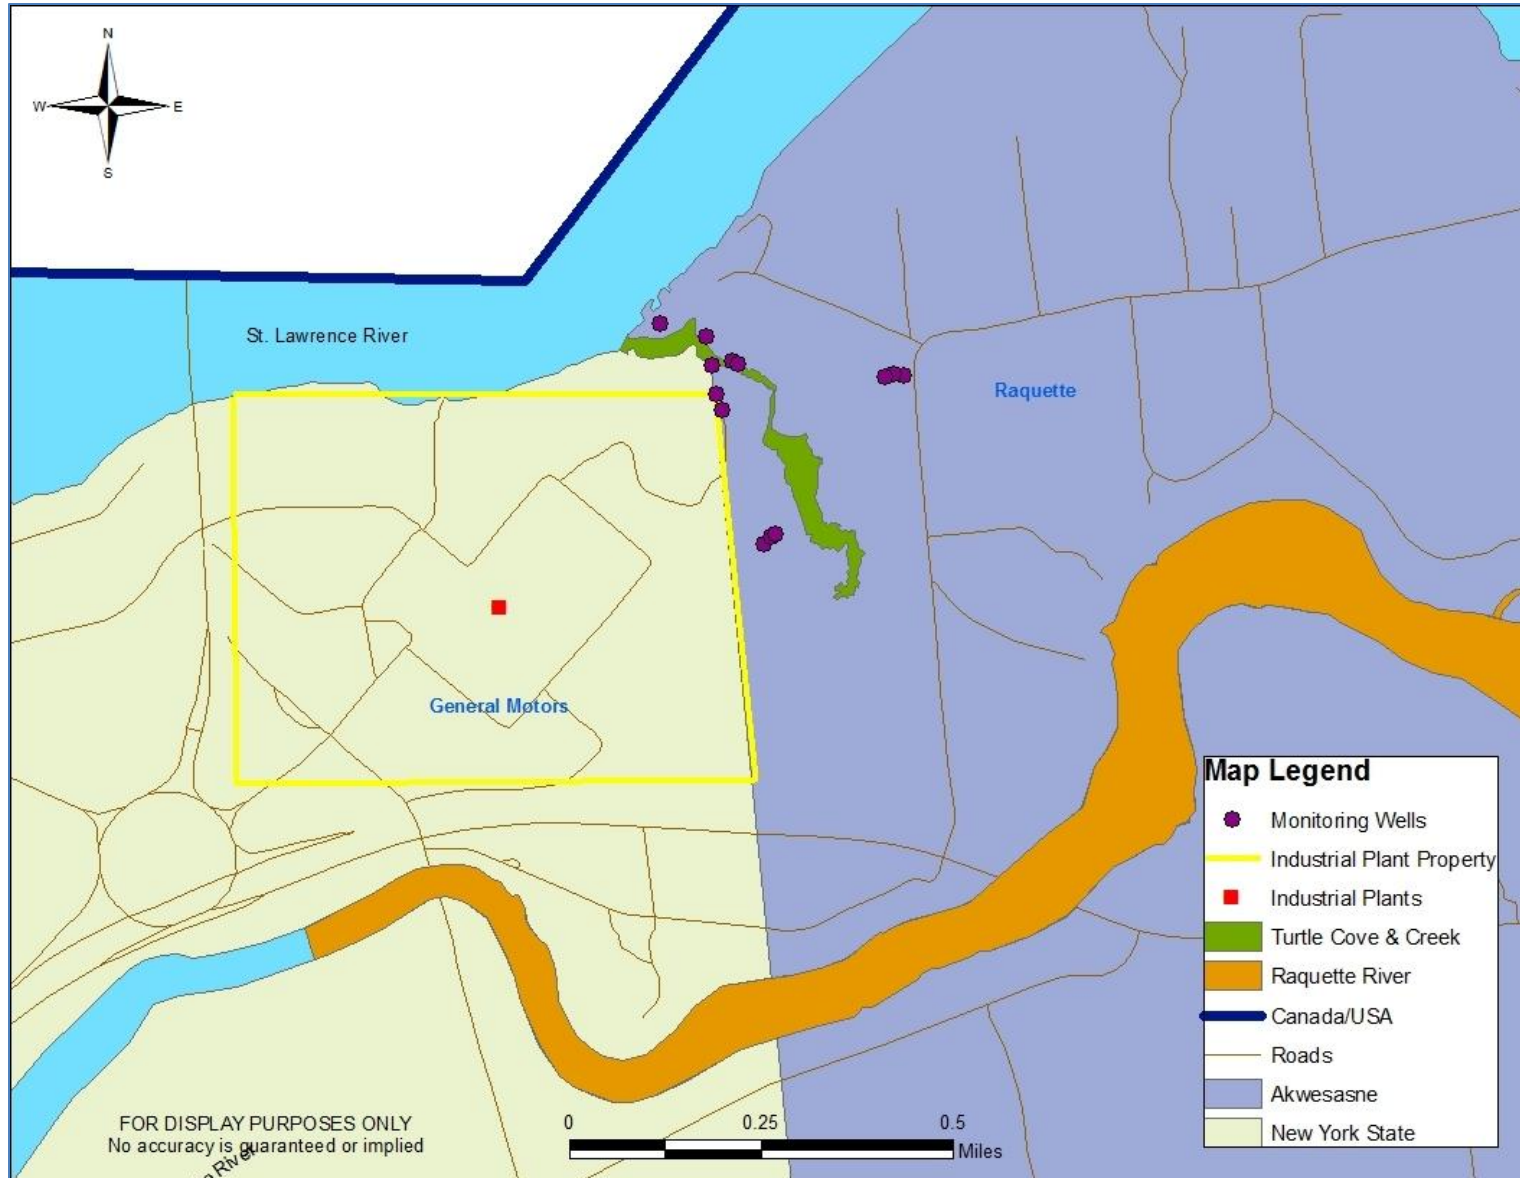 N
W E
S
St. Lawrence River
Raquette
General Motors
Map Legend
Monitoring Wells
Industrial Plant Property
Industrial Plants
Turtle Cove & Creek
Raquette River
Canada/USA
Roads
Akwesasne
New York State
FOR DISPLAY PURPOSES ONLY
No accuracy is guaranteed or implied
River
0 0.25 0.5
Miles